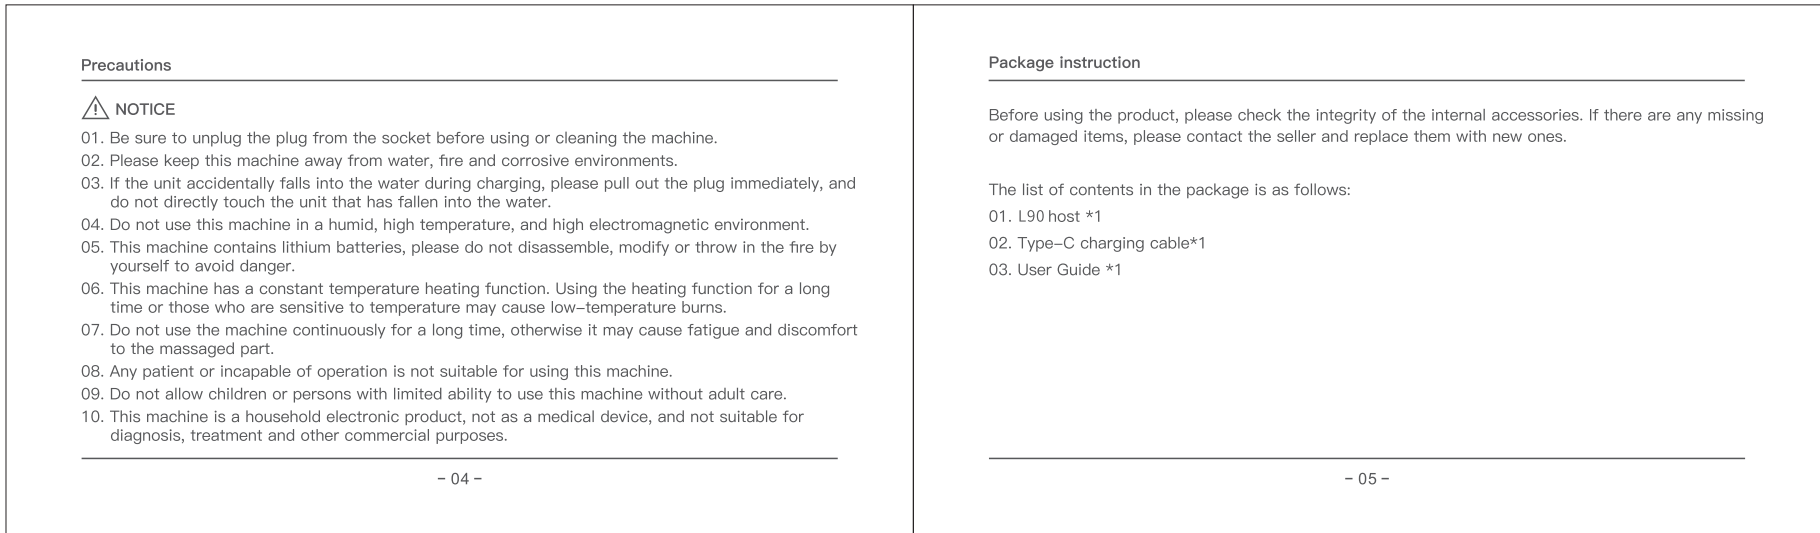 Precautions
NOTICE
01. Be sure to unplug the plug from the socket before using or cleaning the machine.
02. Please keep this machine away from water, fire and corrosive environments.
03. If the unit accidentally falls into the water during charging, please pull out the plug immediately, and
do not directly touch the unit that has fallen into the water.
04. Do not use this machine in a humid, high temperature, and high electromagnetic environment.
05. This machine contains lithium batteries, please do not disassemble, modify or throw in the fire by
yourself to avoid danger.
06. This machine has a constant temperature heating function. Using the heating function for a long
time or those who are sensitive to temperature may cause low-temperature burns.
07. Do not use the machine continuously for a long time, otherwise it may cause fatigue and discomfort
to the massaged part.
08. Any patient or incapable of operation is not suitable for using this machine.
09. Do not allow children or persons with limited ability to use this machine without adult care.
10. This machine is a household electronic product, not as a medical device, and not suitable for
diagnosis, treatment and other commercial purposes.
- 04 -
Package instruction
Before using the product, please check the integrity of the internal accessories. If there are any missing
or damaged items, please contact the seller and replace them with new ones.
The list of contents in the package is as follows:
01. L90 host *1
02. Type-C charging cable*1
03. User Guide *1
- 05 -